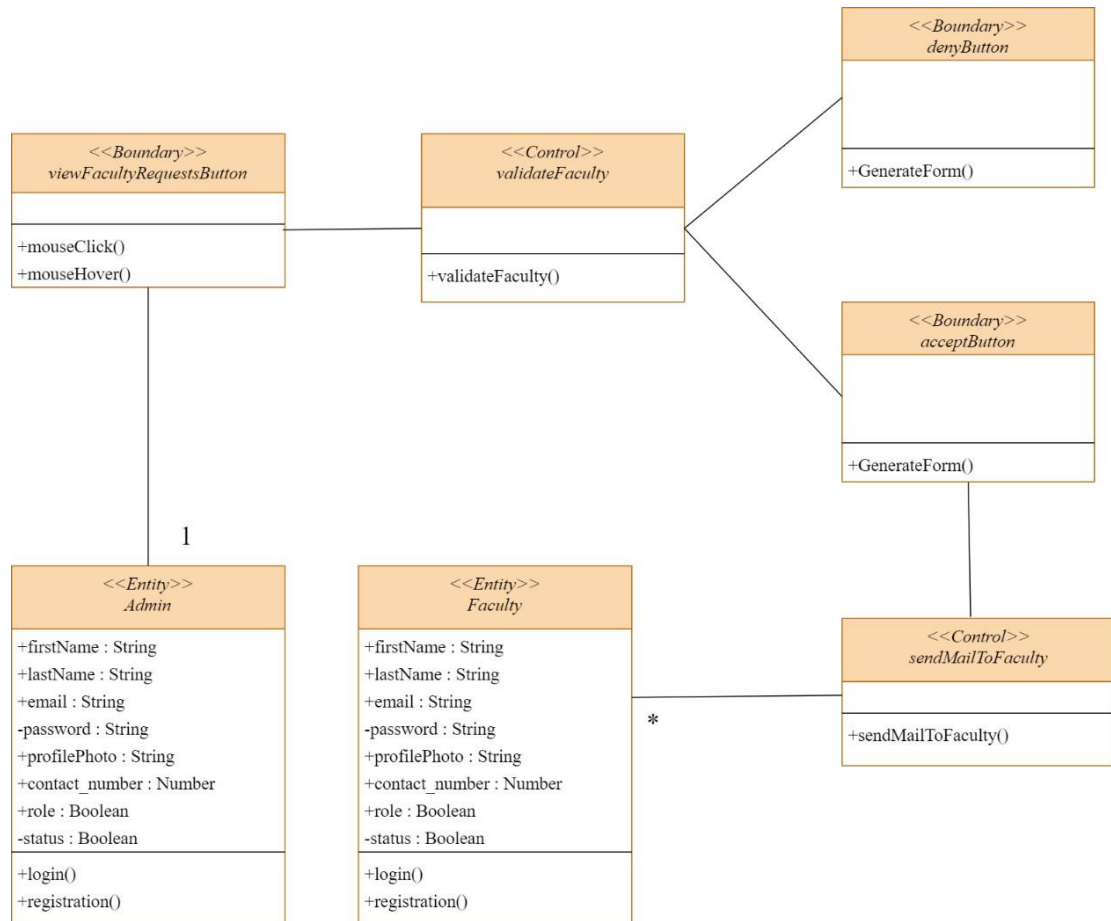 <<Boundary>>
denyButton
+GenerateForm()
<<Boundary>>
viewFacultyRequestsButton
+mouseClick()
+mouseHover()
<<Control>>
validateFaculty
+validateFaculty()
<<Boundary>>
acceptButton
+GenerateForm()
1
<<Entity>>
Admin
+firstName : String
+lastName : String
+email : String
-password : String
+profilePhoto : String
+contact_number : Number
+role : Boolean
-status : Boolean
+login()
+registration()
<<Entity>>
Faculty
+firstName : String
+lastName : String
+email : String
-password : String
+profilePhoto : String
+contact_number : Number
+role : Boolean
-status : Boolean
+login()
+registration()
*
<<Control>>
sendMailToFaculty
+sendMailToFaculty()